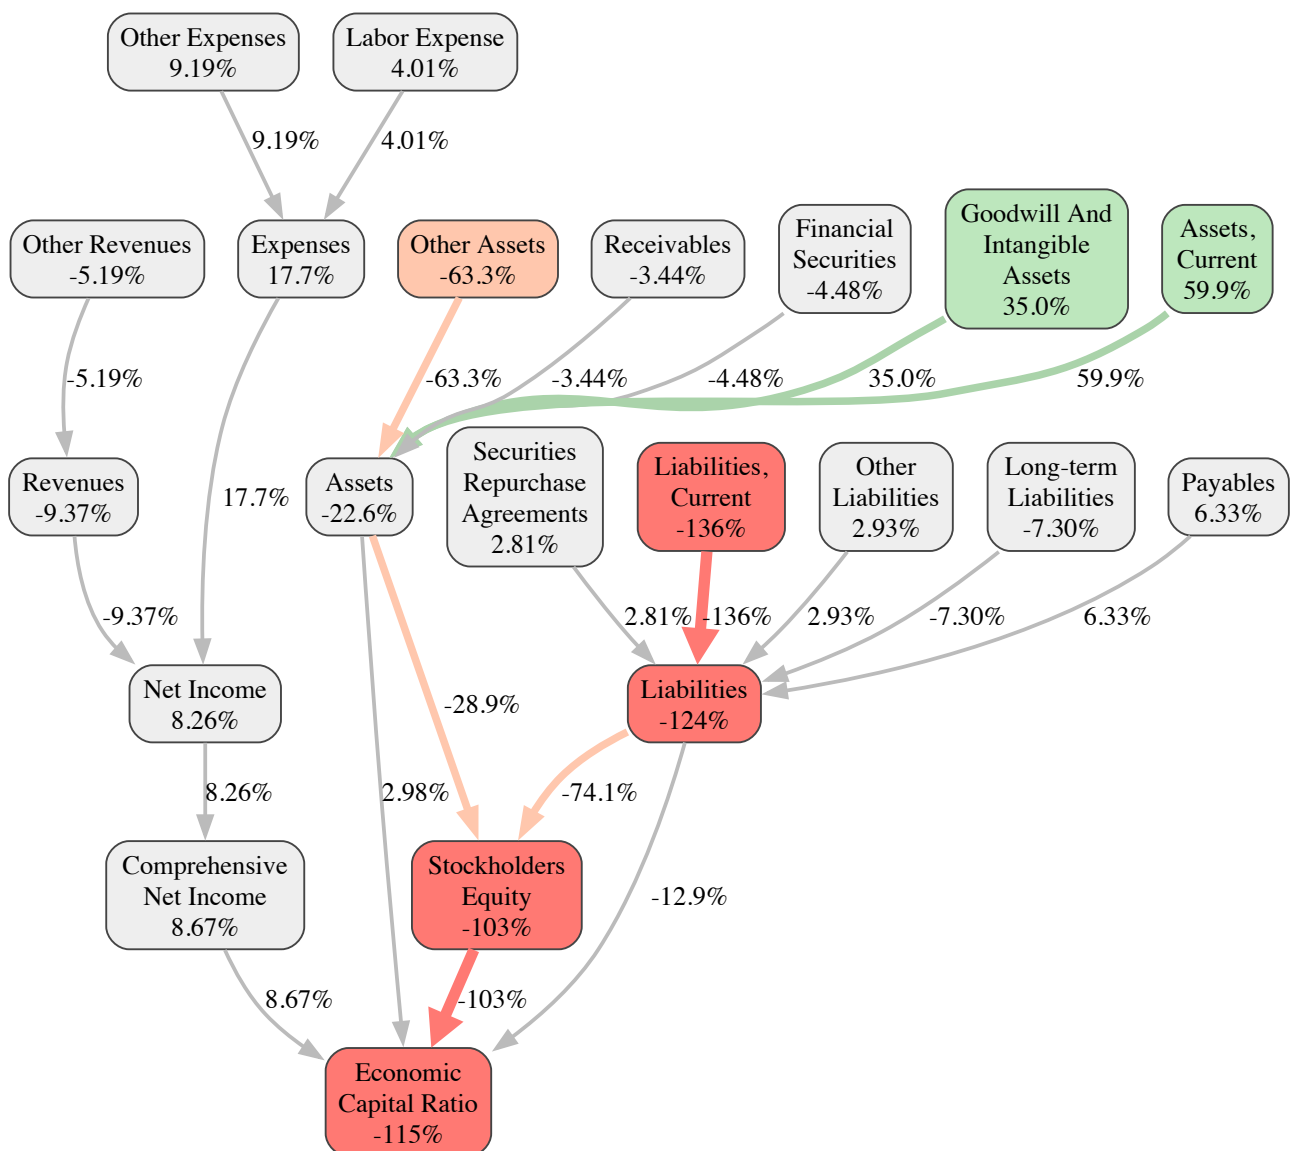 Other Expenses
9.19%
Labor Expense
4.01%
9.19%
4.01%
Other Revenues
-5.19%
Expenses
17.7%
Other Assets
-63.3%
Receivables
-3.44%
Financial
Securities
-4.48%
Goodwill And
Intangible
Assets
35.0%
Assets,
Current
59.9%
-5.19%
-63.3%
-3.44%
-4.48%
35.0%
59.9%
Revenues
-9.37%
17.7%
Assets
-22.6%
Securities
Repurchase
Agreements
2.81%
Liabilities,
Current
-136%
Other
Liabilities
2.93%
Long-term
Liabilities
-7.30%
Payables
6.33%
-9.37%
2.81%
-136%
2.93%
-7.30%
6.33%
Net Income
8.26%
-28.9%
Liabilities
-124%
8.26%
2.98%
-74.1%
Comprehensive
Net Income
8.67%
Stockholders
Equity
-103%
-12.9%
8.67%
-103%
Economic
Capital Ratio
-115%